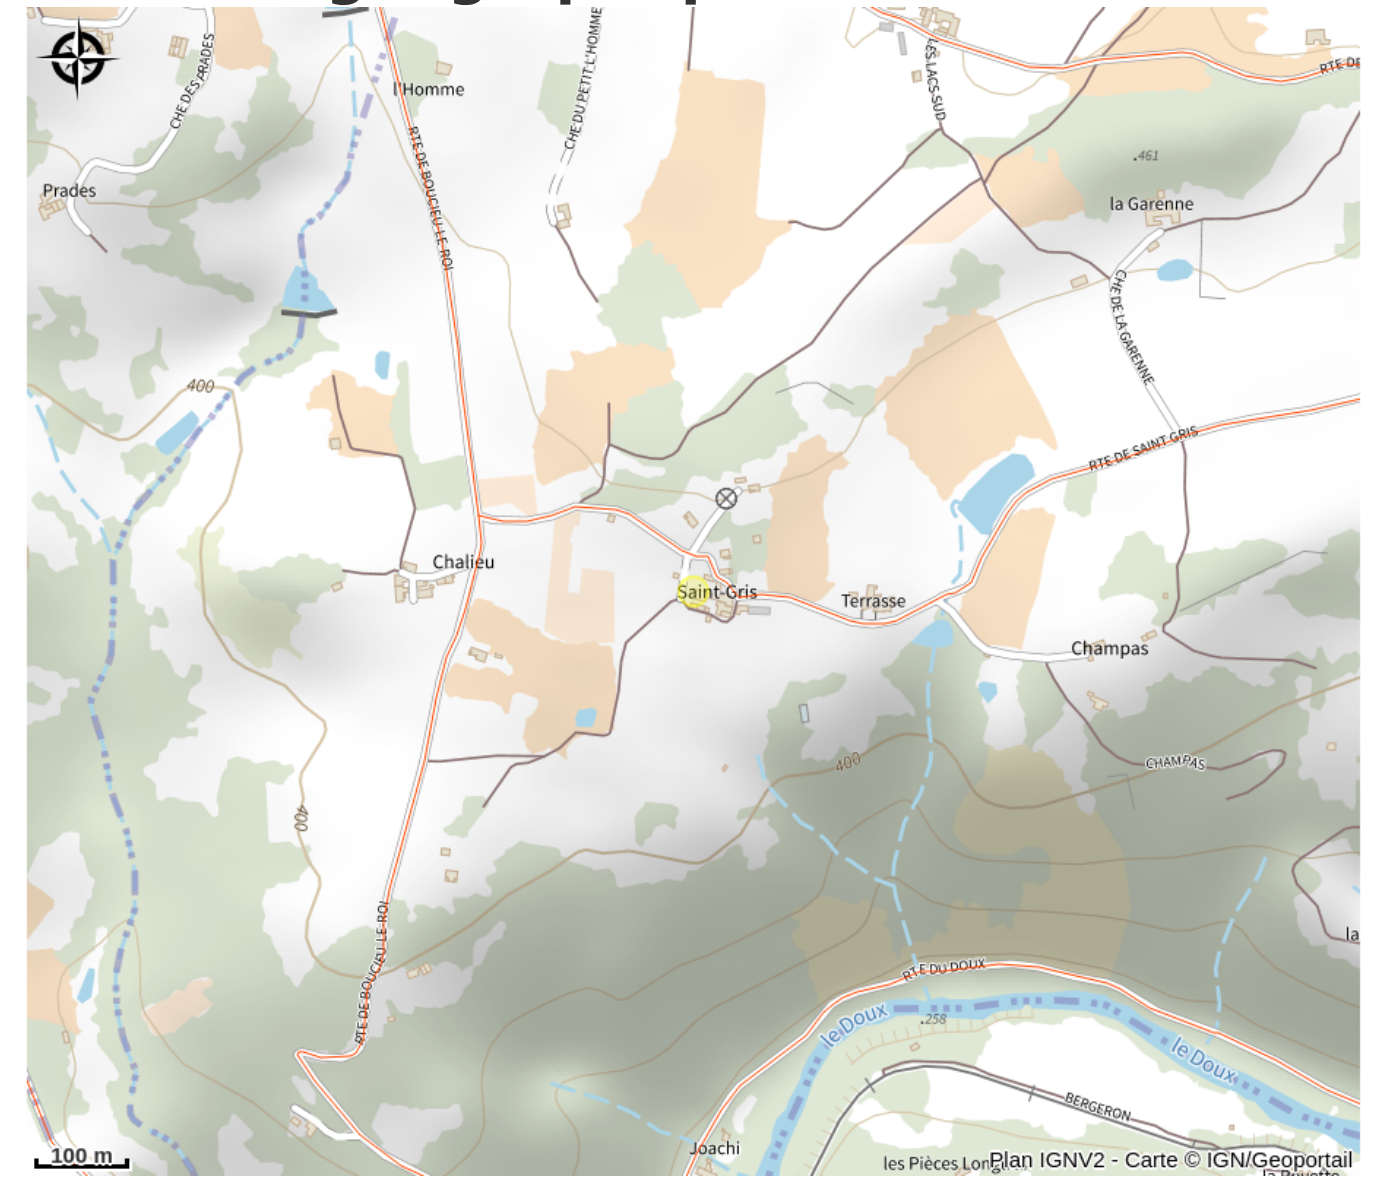 CHE DES PRADES
l'Homme
CHE DU PETIT L'HOMME
LES LACS-SUD
RTE DE
.461
Prades
la Garenne
RTE DE BOUCIEU-LE-ROI
CHE DE LA GARENNE
400
RTE DE SAINT GRIS
Chalieu
Saint-Gris
Terrasse
Champas
400
CHAMPAS
400
la
RTE DE BOUCIEU-LE-ROI
RTE DU DOUX
le Doux
.258
le Doux
BERGERON
Joachi
100 m
les Pièces
Plan IGNV2 - Carte © IGN/Geoportail